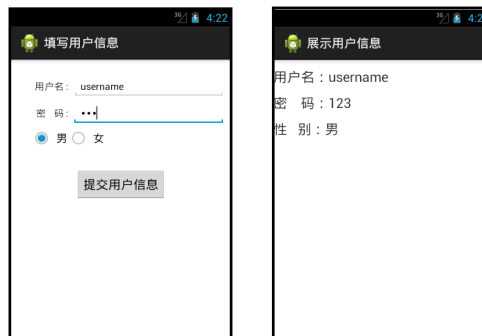 3G 4:22
填写用户信息
用户名: username
密 码: •••
男 女
提交用户信息
3G 4:2
展示用户信息
用户名：username
密 码：123
性 别：男